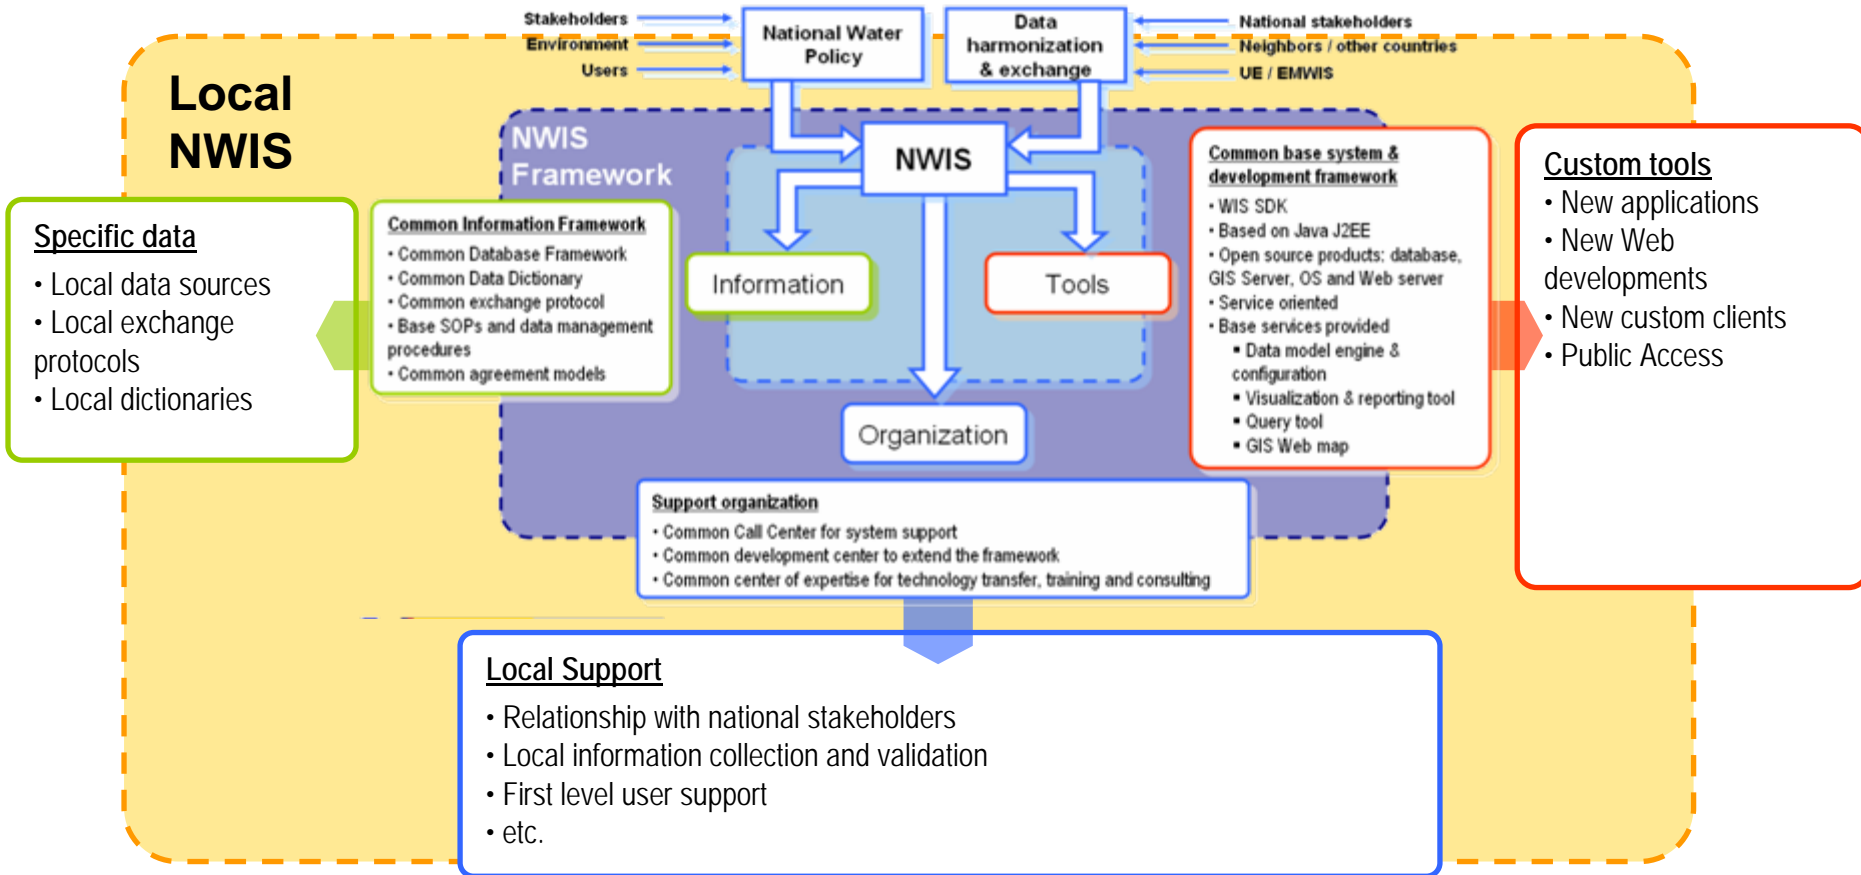 Stakeholders
Environment
Users
National Water
Policy
Data
harmonization
& exchange
National stakeholders
Neighbors / other countries
UE / EMWIS
Local
NWIS
NWIS
Framework
NWIS
Specific data
• Local data sources
• Local exchange
protocols
• Local dictionaries
Common Information Framework
• Common Database Framework
• Common Data Dictionary
• Common exchange protocol
• Base SOPs and data management
procedures
• Common agreement models
Information
Tools
Organization
Common base system &
development framework
• WIS SDK
• Based on Java J2EE
• Open source products: database,
GIS Server, OS and Web server
• Service oriented
• Base services provided
▪ Data model engine &
configuration
▪ Visualization & reporting tool
▪ Query tool
▪ GIS Web map
Custom tools
• New applications
• New Web
developments
• New custom clients
• Public Access
Support organization
• Common Call Center for system support
• Common development center to extend the framework
• Common center of expertise for technology transfer, training and consulting
Local Support
• Relationship with national stakeholders
• Local information collection and validation
• First level user support
• etc.